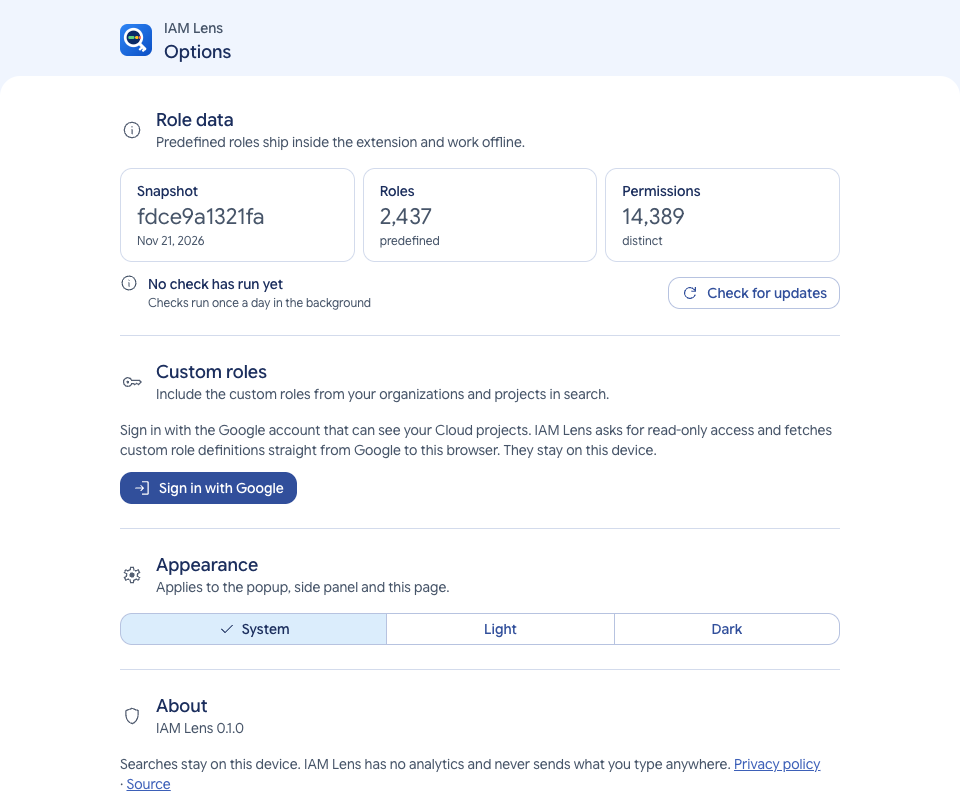 IAM Lens
Options
Role data
Predefined roles ship inside the extension and work offline.
Snapshot
fdce9a1321fa
Nov 21, 2026
Roles
2,437
predefined
Permissions
14,389
distinct
No check has run yet
Checks run once a day in the background
Check for updates
Custom roles
Include the custom roles from your organizations and projects in search.
Sign in with the Google account that can see your Cloud projects. IAM Lens asks for read-only access and fetches
custom role definitions straight from Google to this browser. They stay on this device.
Sign in with Google
Appearance
Applies to the popup, side panel and this page.
System
Light
Dark
About
IAM Lens 0.1.0
Searches stay on this device. IAM Lens has no analytics and never sends what you type anywhere. Privacy policy
· Source